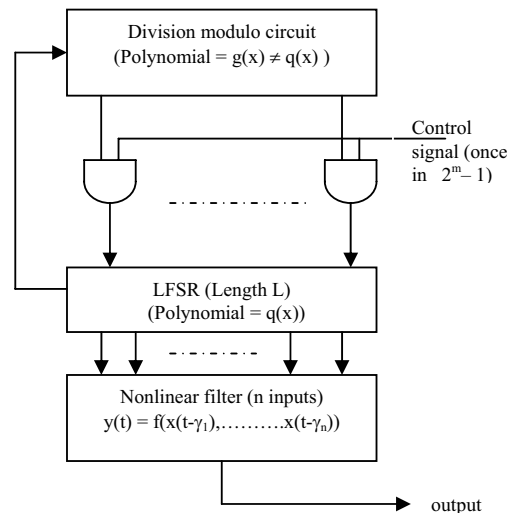 Division modulo circuit
(Polynomial = g(x) ≠ q(x) )
Control
signal (once
in 2^m– 1)
LFSR (Length L)
(Polynomial = q(x))
Nonlinear filter (n inputs)
y(t) = f(x(t-γ₁),..........x(t-γₙ))
output